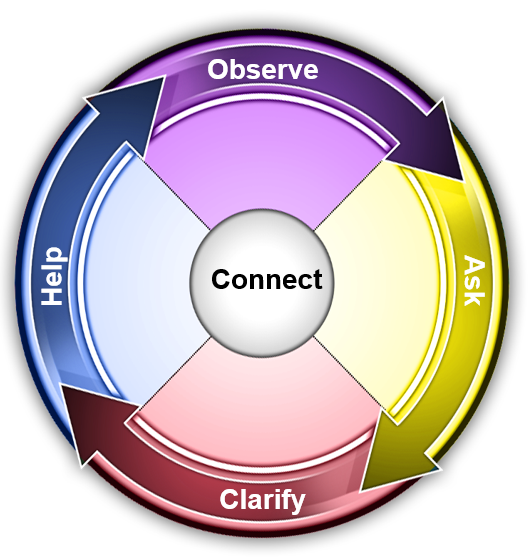 Observe
Ask
Connect
Help
Clarify